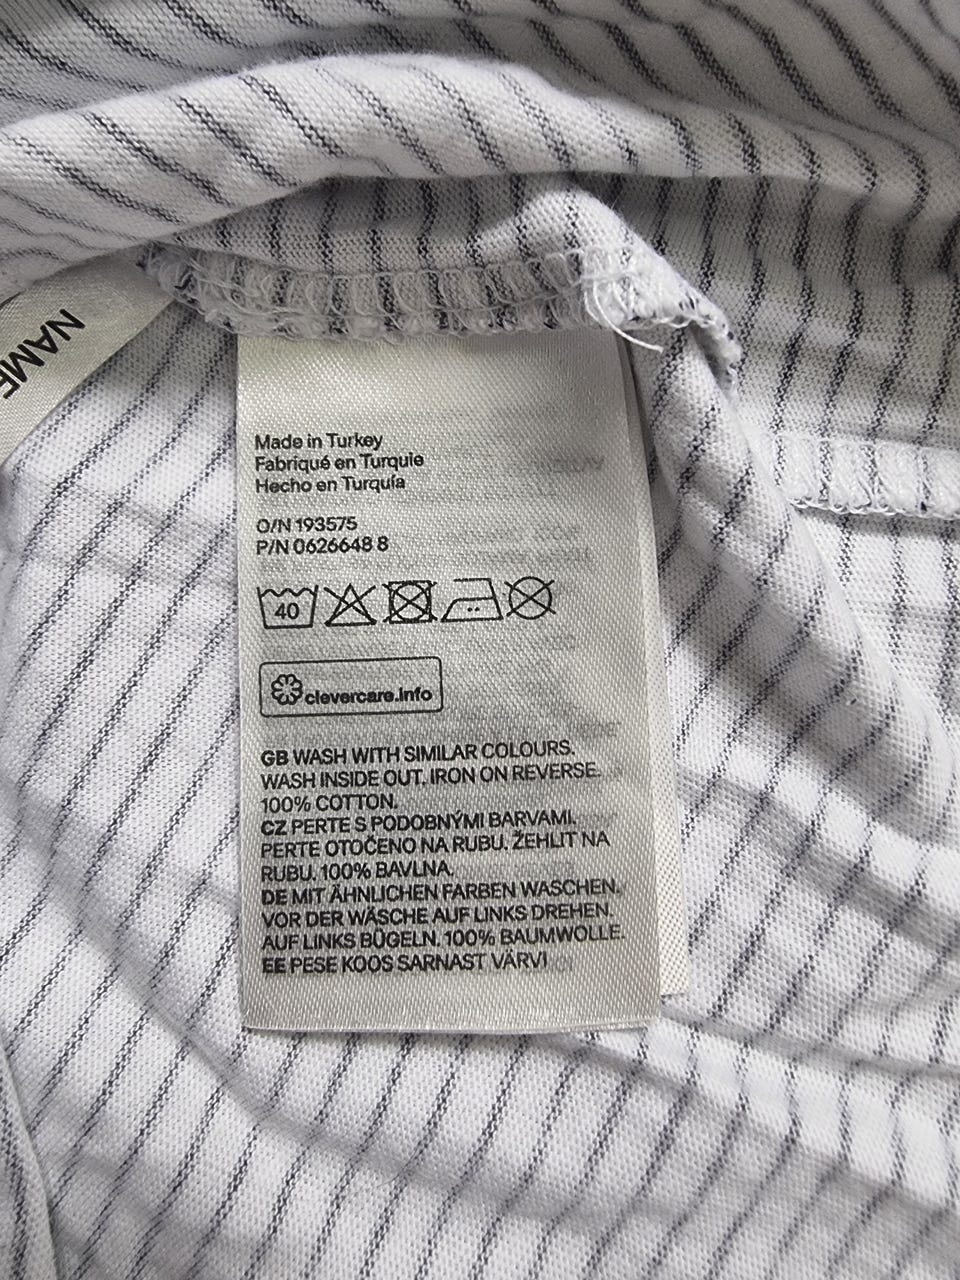 NAME
Made in Turkey
Fabriqué en Turquie
Hecho en Turquía
O/N 193575
P/N 0626648 8
40
clevercare.info
GB WASH WITH SIMILAR COLOURS.
WASH INSIDE OUT. IRON ON REVERSE.
100% COTTON.
CZ PERTE S PODOBNÝMI BARVAMI.
PERTE OTOČENO NA RUBU. ŽEHLIT NA
RUBU. 100% BAVLNA.
DE MIT ÄHNLICHEN FARBEN WASCHEN.
VOR DER WÄSCHE AUF LINKS DREHEN.
AUF LINKS BÜGELN. 100% BAUMWOLLE.
EE PESE KOOS SARNAST VÄRVI